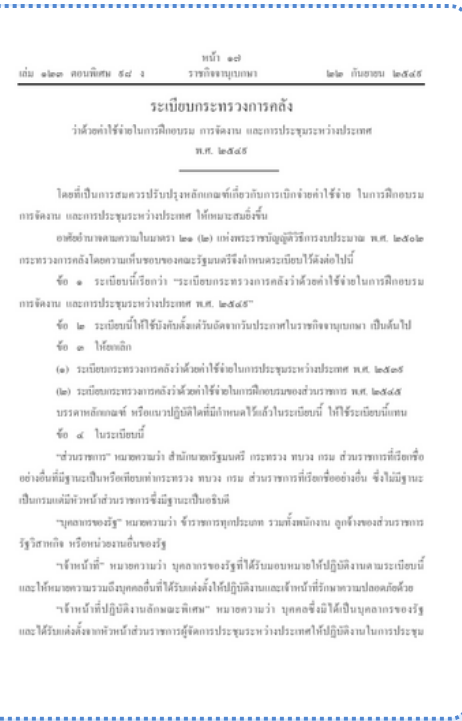 หน้า ๑๗
เล่ม ๑๒๓ ตอนพิเศษ ๙๘ ง ราชกิจจานุเบกษา ๒๒ กันยายน ๒๕๔๙
ระเบียบกระทรวงการคลัง
ว่าด้วยค่าใช้จ่ายในการฝึกอบรม การจัดงาน และการประชุมระหว่างประเทศ
พ.ศ. ๒๕๔๙
โดยที่เป็นการสมควรปรับปรุงหลักเกณฑ์เกี่ยวกับการเบิกจ่ายค่าใช้จ่าย ในการฝึกอบรม
การจัดงาน และการประชุมระหว่างประเทศ ให้เหมาะสมยิ่งขึ้น
อาศัยอำนาจตามความในมาตรา ๒๑ (๒) แห่งพระราชบัญญัติวิธีการงบประมาณ พ.ศ. ๒๕๐๒
กระทรวงการคลังโดยความเห็นชอบของคณะรัฐมนตรีจึงกำหนดระเบียบไว้ดังต่อไปนี้
ข้อ ๑ ระเบียบนี้เรียกว่า “ระเบียบกระทรวงการคลังว่าด้วยค่าใช้จ่ายในการฝึกอบรม
การจัดงาน และการประชุมระหว่างประเทศ พ.ศ. ๒๕๔๙”
ข้อ ๒ ระเบียบนี้ให้ใช้บังคับตั้งแต่วันถัดจากวันประกาศในราชกิจจานุเบกษา เป็นต้นไป
ข้อ ๓ ให้ยกเลิก
(๑) ระเบียบกระทรวงการคลังว่าด้วยค่าใช้จ่ายในการประชุมระหว่างประเทศ พ.ศ. ๒๕๓๙
(๒) ระเบียบกระทรวงการคลังว่าด้วยค่าใช้จ่ายในการฝึกอบรมของส่วนราชการ พ.ศ. ๒๕๔๕
บรรดาหลักเกณฑ์ หรือแนวปฏิบัติใดที่มีกำหนดไว้แล้วในระเบียบนี้ ให้ใช้ระเบียบนี้แทน
ข้อ ๔ ในระเบียบนี้
“ส่วนราชการ” หมายความว่า สำนักนายกรัฐมนตรี กระทรวง ทบวง กรม ส่วนราชการที่เรียกชื่อ
อย่างอื่นที่มีฐานะเป็นหรือเทียบเท่ากระทรวง ทบวง กรม ส่วนราชการที่เรียกชื่ออย่างอื่น ซึ่งไม่มีฐานะ
เป็นกรมแต่มีหัวหน้าส่วนราชการซึ่งมีฐานะเป็นอธิบดี
“บุคลากรของรัฐ” หมายความว่า ข้าราชการทุกประเภท รวมทั้งพนักงาน ลูกจ้างของส่วนราชการ
รัฐวิสาหกิจ หรือหน่วยงานอื่นของรัฐ
“เจ้าหน้าที่” หมายความว่า บุคลากรของรัฐที่ได้รับมอบหมายให้ปฏิบัติงานตามระเบียบนี้
และให้หมายความรวมถึงบุคคลอื่นที่ได้รับแต่งตั้งให้ปฏิบัติงานและเจ้าหน้าที่รักษาความปลอดภัยด้วย
“เจ้าหน้าที่ปฏิบัติงานลักษณะพิเศษ” หมายความว่า บุคคลซึ่งมิได้เป็นบุคลากรของรัฐ
และได้รับแต่งตั้งจากหัวหน้าส่วนราชการผู้จัดการประชุมระหว่างประเทศให้ปฏิบัติงานในการประชุม